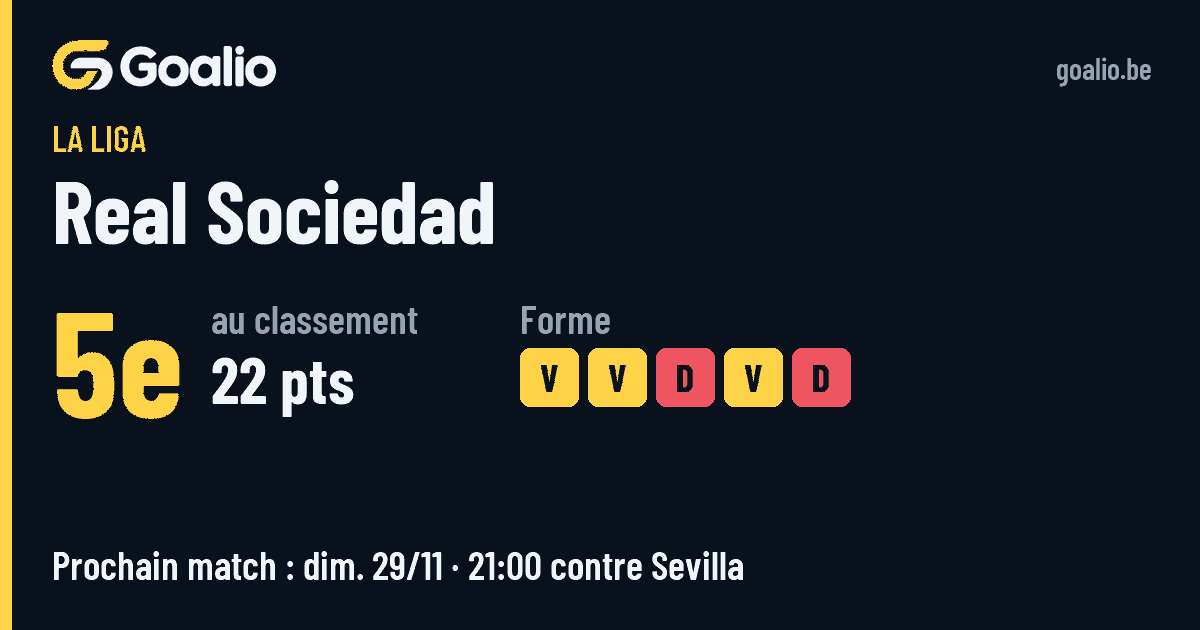 Goalio
goalio.be
LA LIGA
Real Sociedad
5e
au classement
22 pts
Forme
V V D V D
Prochain match : dim. 29/11 · 21:00 contre Sevilla